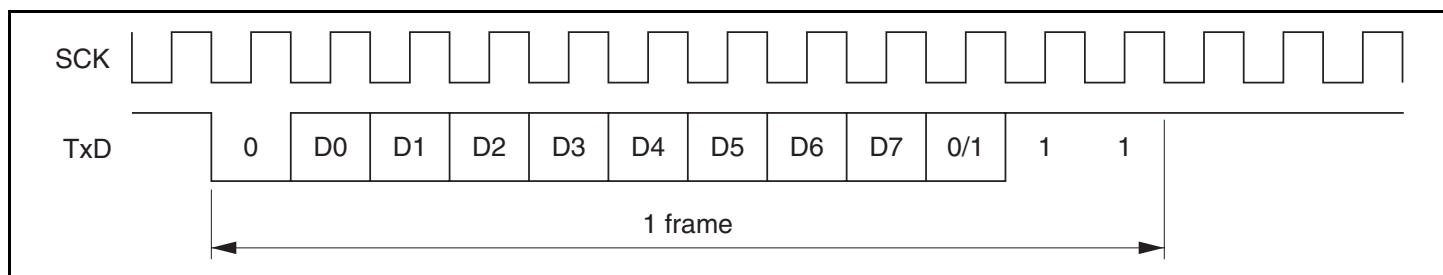 SCK
TxD 0 D0 D1 D2 D3 D4 D5 D6 D7 0/1 1 1
1 frame